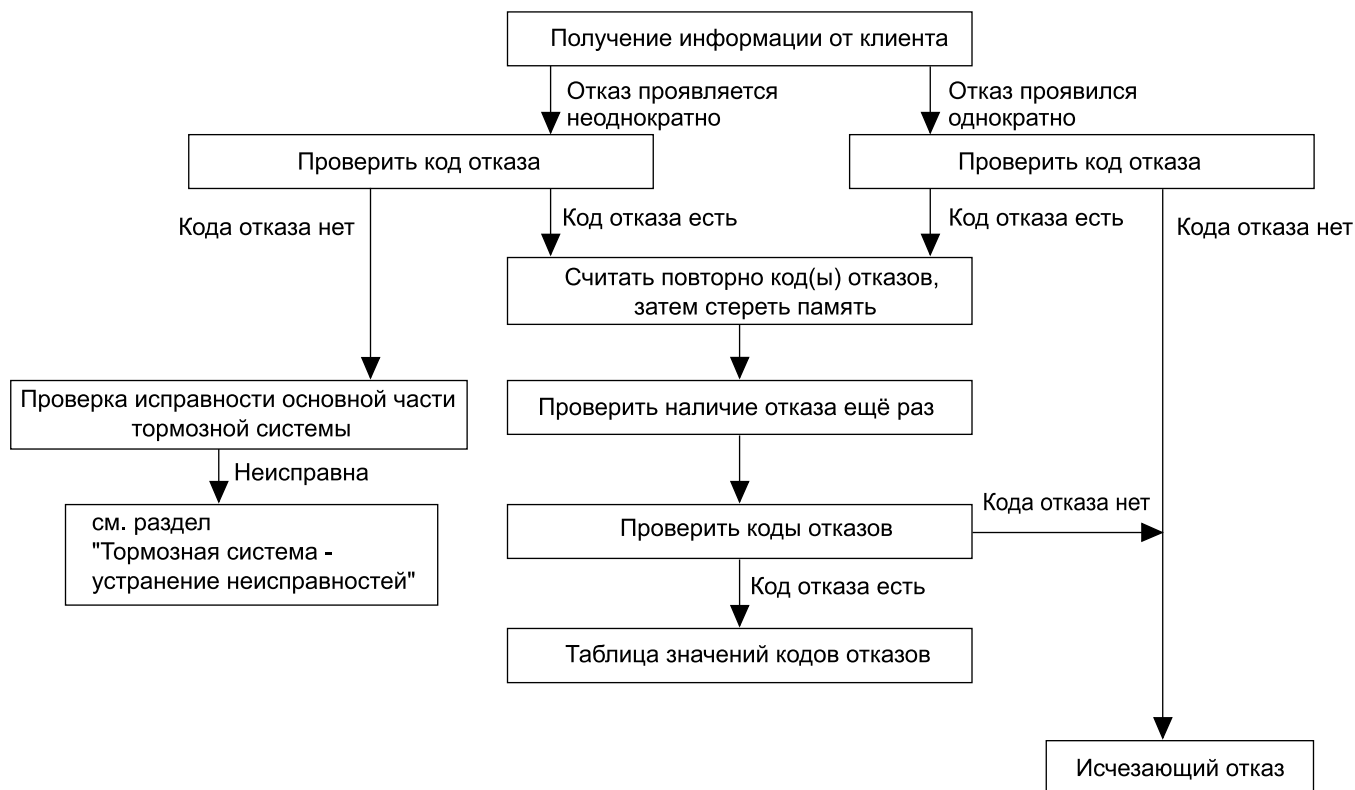 Получение информации от клиента
Отказ проявляется
неоднократно
Отказ проявился
однократно
Проверить код отказа
Проверить код отказа
Кода отказа нет
Код отказа есть
Код отказа есть
Кода отказа нет
Считать повторно код(ы) отказов,
затем стереть память
Проверка исправности основной части
тормозной системы
Проверить наличие отказа ещё раз
Неисправна
см. раздел
"Тормозная система -
устранение неисправностей"
Проверить коды отказов
Кода отказа нет
Код отказа есть
Таблица значений кодов отказов
Исчезающий отказ